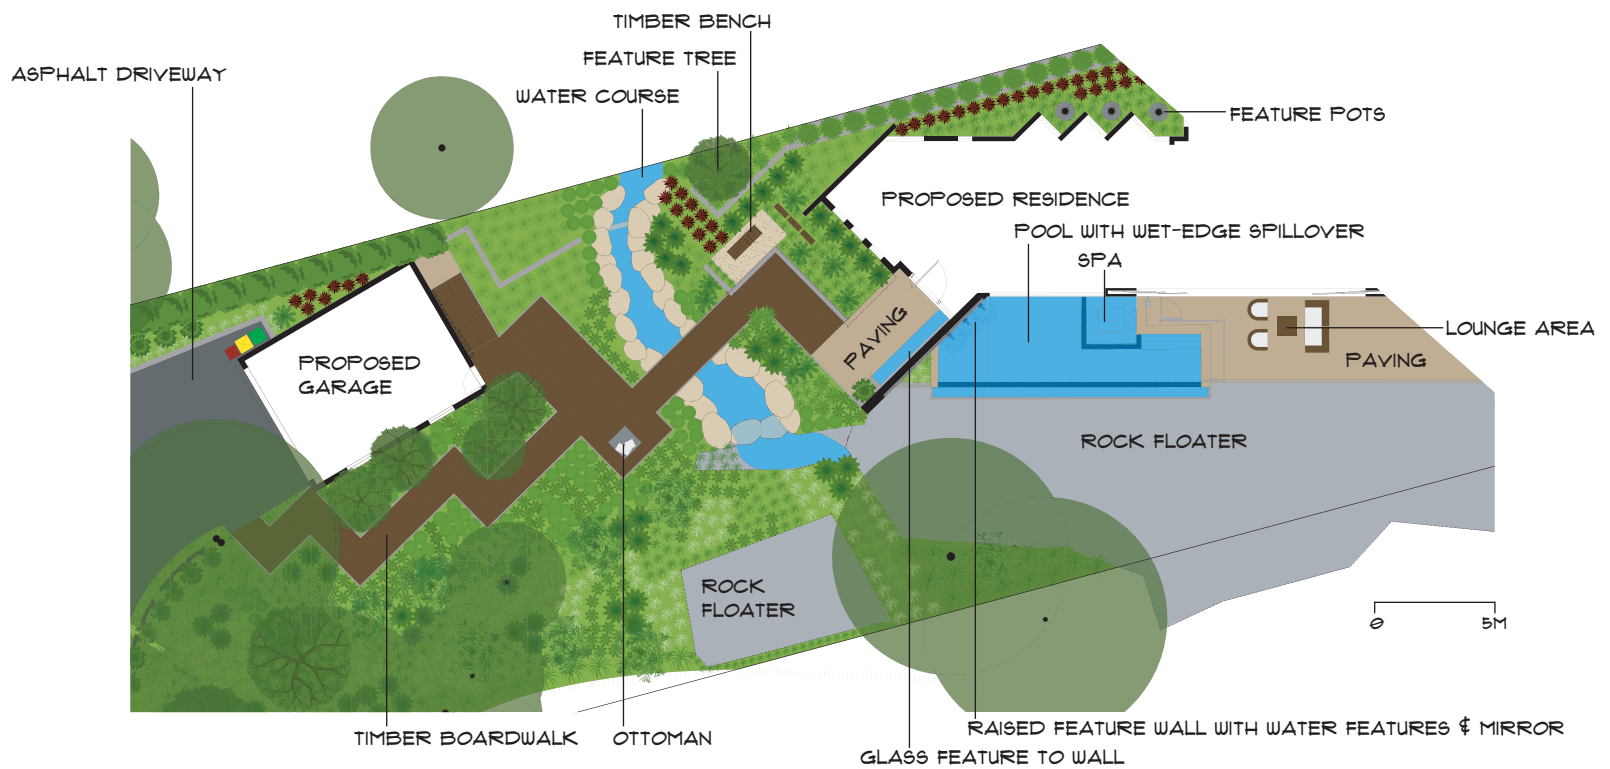 TIMBER BENCH
FEATURE TREE
ASPHALT DRIVEWAY
WATER COURSE
FEATURE POTS
PROPOSED RESIDENCE
POOL WITH WET-EDGE SPILLOVER
SPA
LOUNGE AREA
PAVING
PAVING
PROPOSED
GARAGE
ROCK FLOATER
ROCK
FLOATER
0 5M
RAISED FEATURE WALL WITH WATER FEATURES & MIRROR
TIMBER BOARDWALK
OTTOMAN
GLASS FEATURE TO WALL